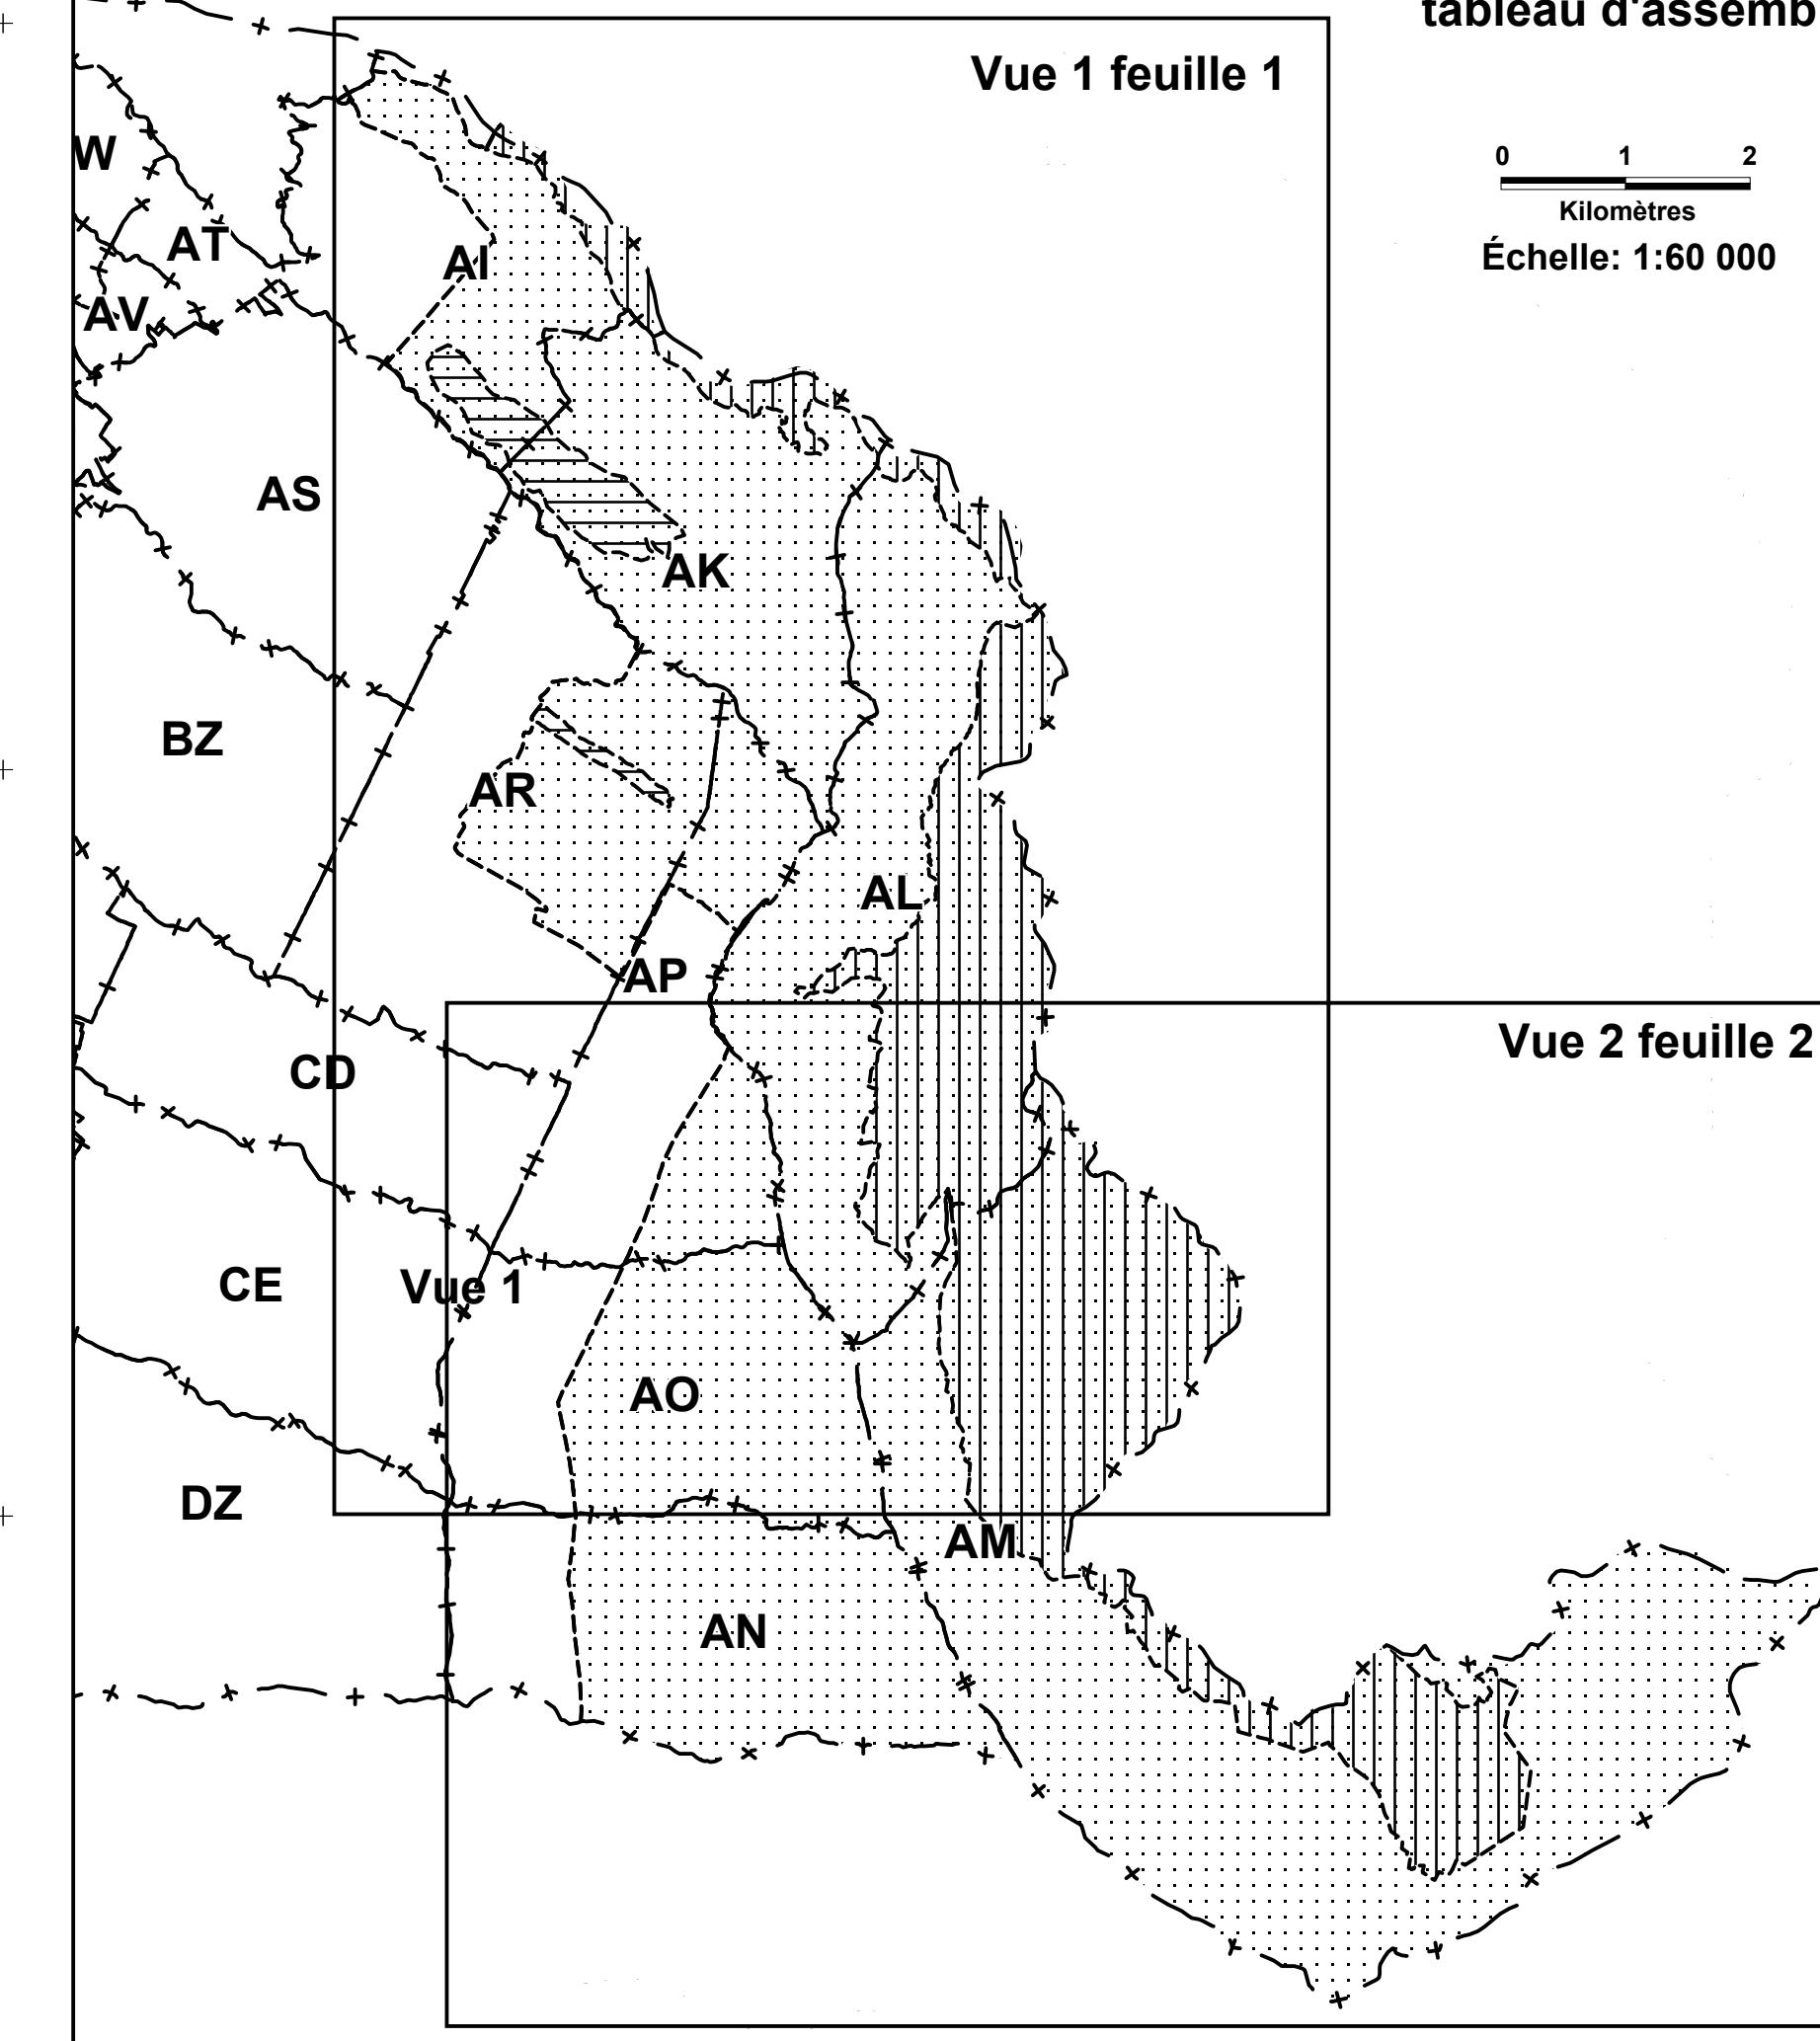 tableau d'assemb
Vue 1 feuille 1
0 1 2
Kilomètres
Échelle: 1:60 000
W
AT
AI
AV
AS
AK
BZ
AR
AL
AP
Vue 2 feuille 2
CD
CE
Vue 1
AO
DZ
AM
AN